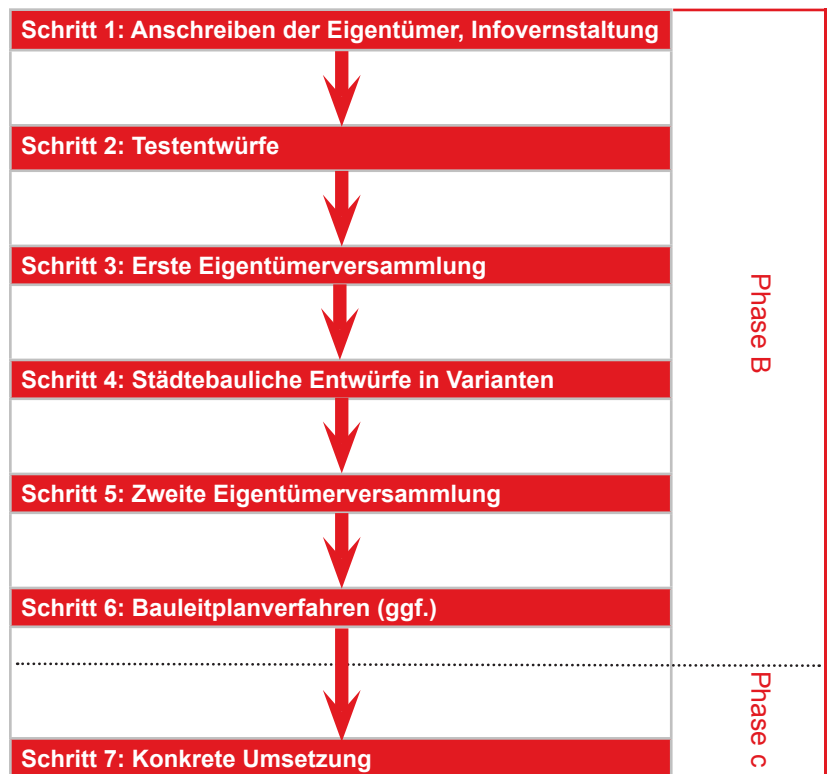 Schritt 1: Anschreiben der Eigentümer, Infovernstaltung
Schritt 2: Testentwürfe
Schritt 3: Erste Eigentümerversammlung
Schritt 4: Städtebauliche Entwürfe in Varianten
Schritt 5: Zweite Eigentümerversammlung
Schritt 6: Bauleitplanverfahren (ggf.)
Schritt 7: Konkrete Umsetzung
Phase B
Phase c